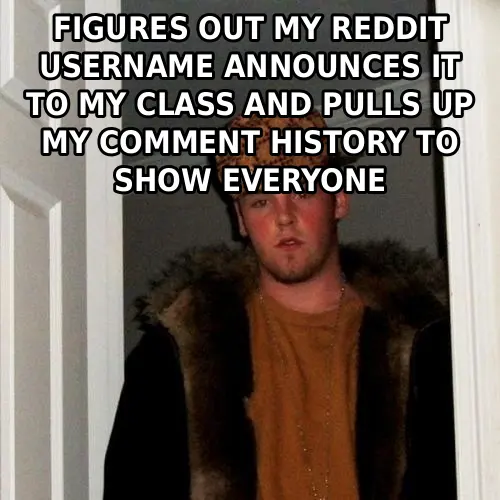 FIGURES OUT MY REDDIT
USERNAME ANNOUNCES IT
TO MY CLASS AND PULLS UP
MY COMMENT HISTORY TO
SHOW EVERYONE